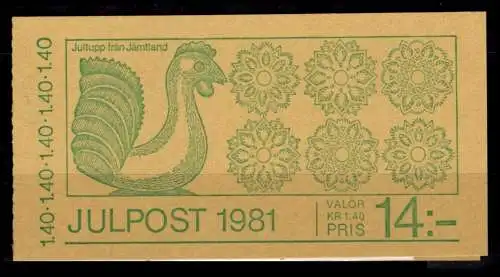 Jultupp från Jämtland
1.40·1.40·1.40·1.40·1.40
JULPOST 1981
VALÖR
KR 1.40
PRIS
14:-